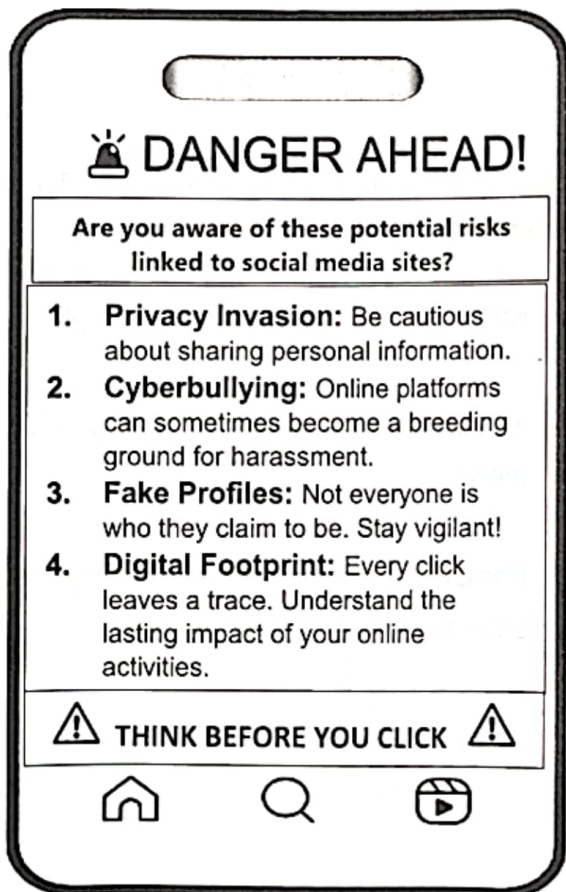 DANGER AHEAD!
Are you aware of these potential risks
linked to social media sites?
1. Privacy Invasion: Be cautious
about sharing personal information.
2. Cyberbullying: Online platforms
can sometimes become a breeding
ground for harassment.
3. Fake Profiles: Not everyone is
who they claim to be. Stay vigilant!
4. Digital Footprint: Every click
leaves a trace. Understand the
lasting impact of your online
activities.
THINK BEFORE YOU CLICK